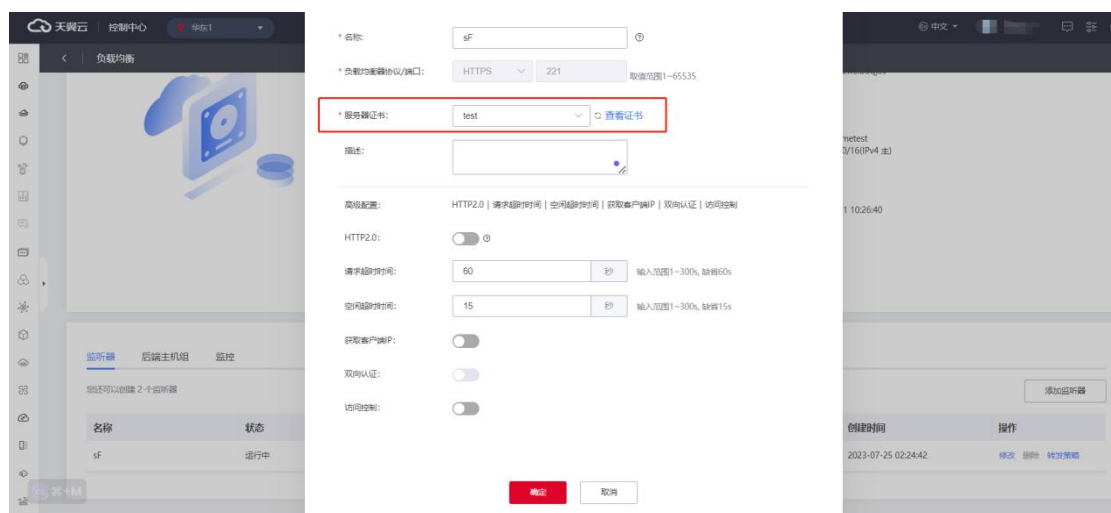 天翼云 控制中心 华东1 中文
负载均衡
* 名称: sF
* 负载均衡器协议/端口: HTTPS 221 取值范围1~65535
* 服务器证书: test 查看证书
描述:
metest
0/16(IPv4 主)
高级配置: HTTP2.0 | 请求超时时间 | 空闲超时时间 | 获取客户端IP | 双向认证 | 访问控制
1 10:26:40
HTTP2.0:
请求超时时间: 60 秒 输入范围1~300s, 缺省60s
空闲超时时间: 15 秒 输入范围1~300s, 缺省15s
获取客户端IP:
监听器 后端主机组 监控
双向认证:
您还可以创建 2 个监听器 添加监听器
访问控制:
名称 状态 创建时间 操作
sF 运行中 2023-07-25 02:24:42 修改 删除 转发策略
⌘+M
确定 取消